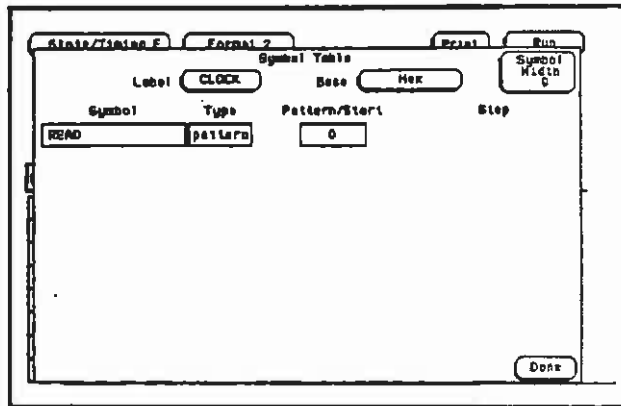 State/Timing E Format 2 Print Run
Symbol Table
Label CLOCK Base Hex Symbol Width
Symbol Type Pattern/Start Stop
READ pattern 0
Done